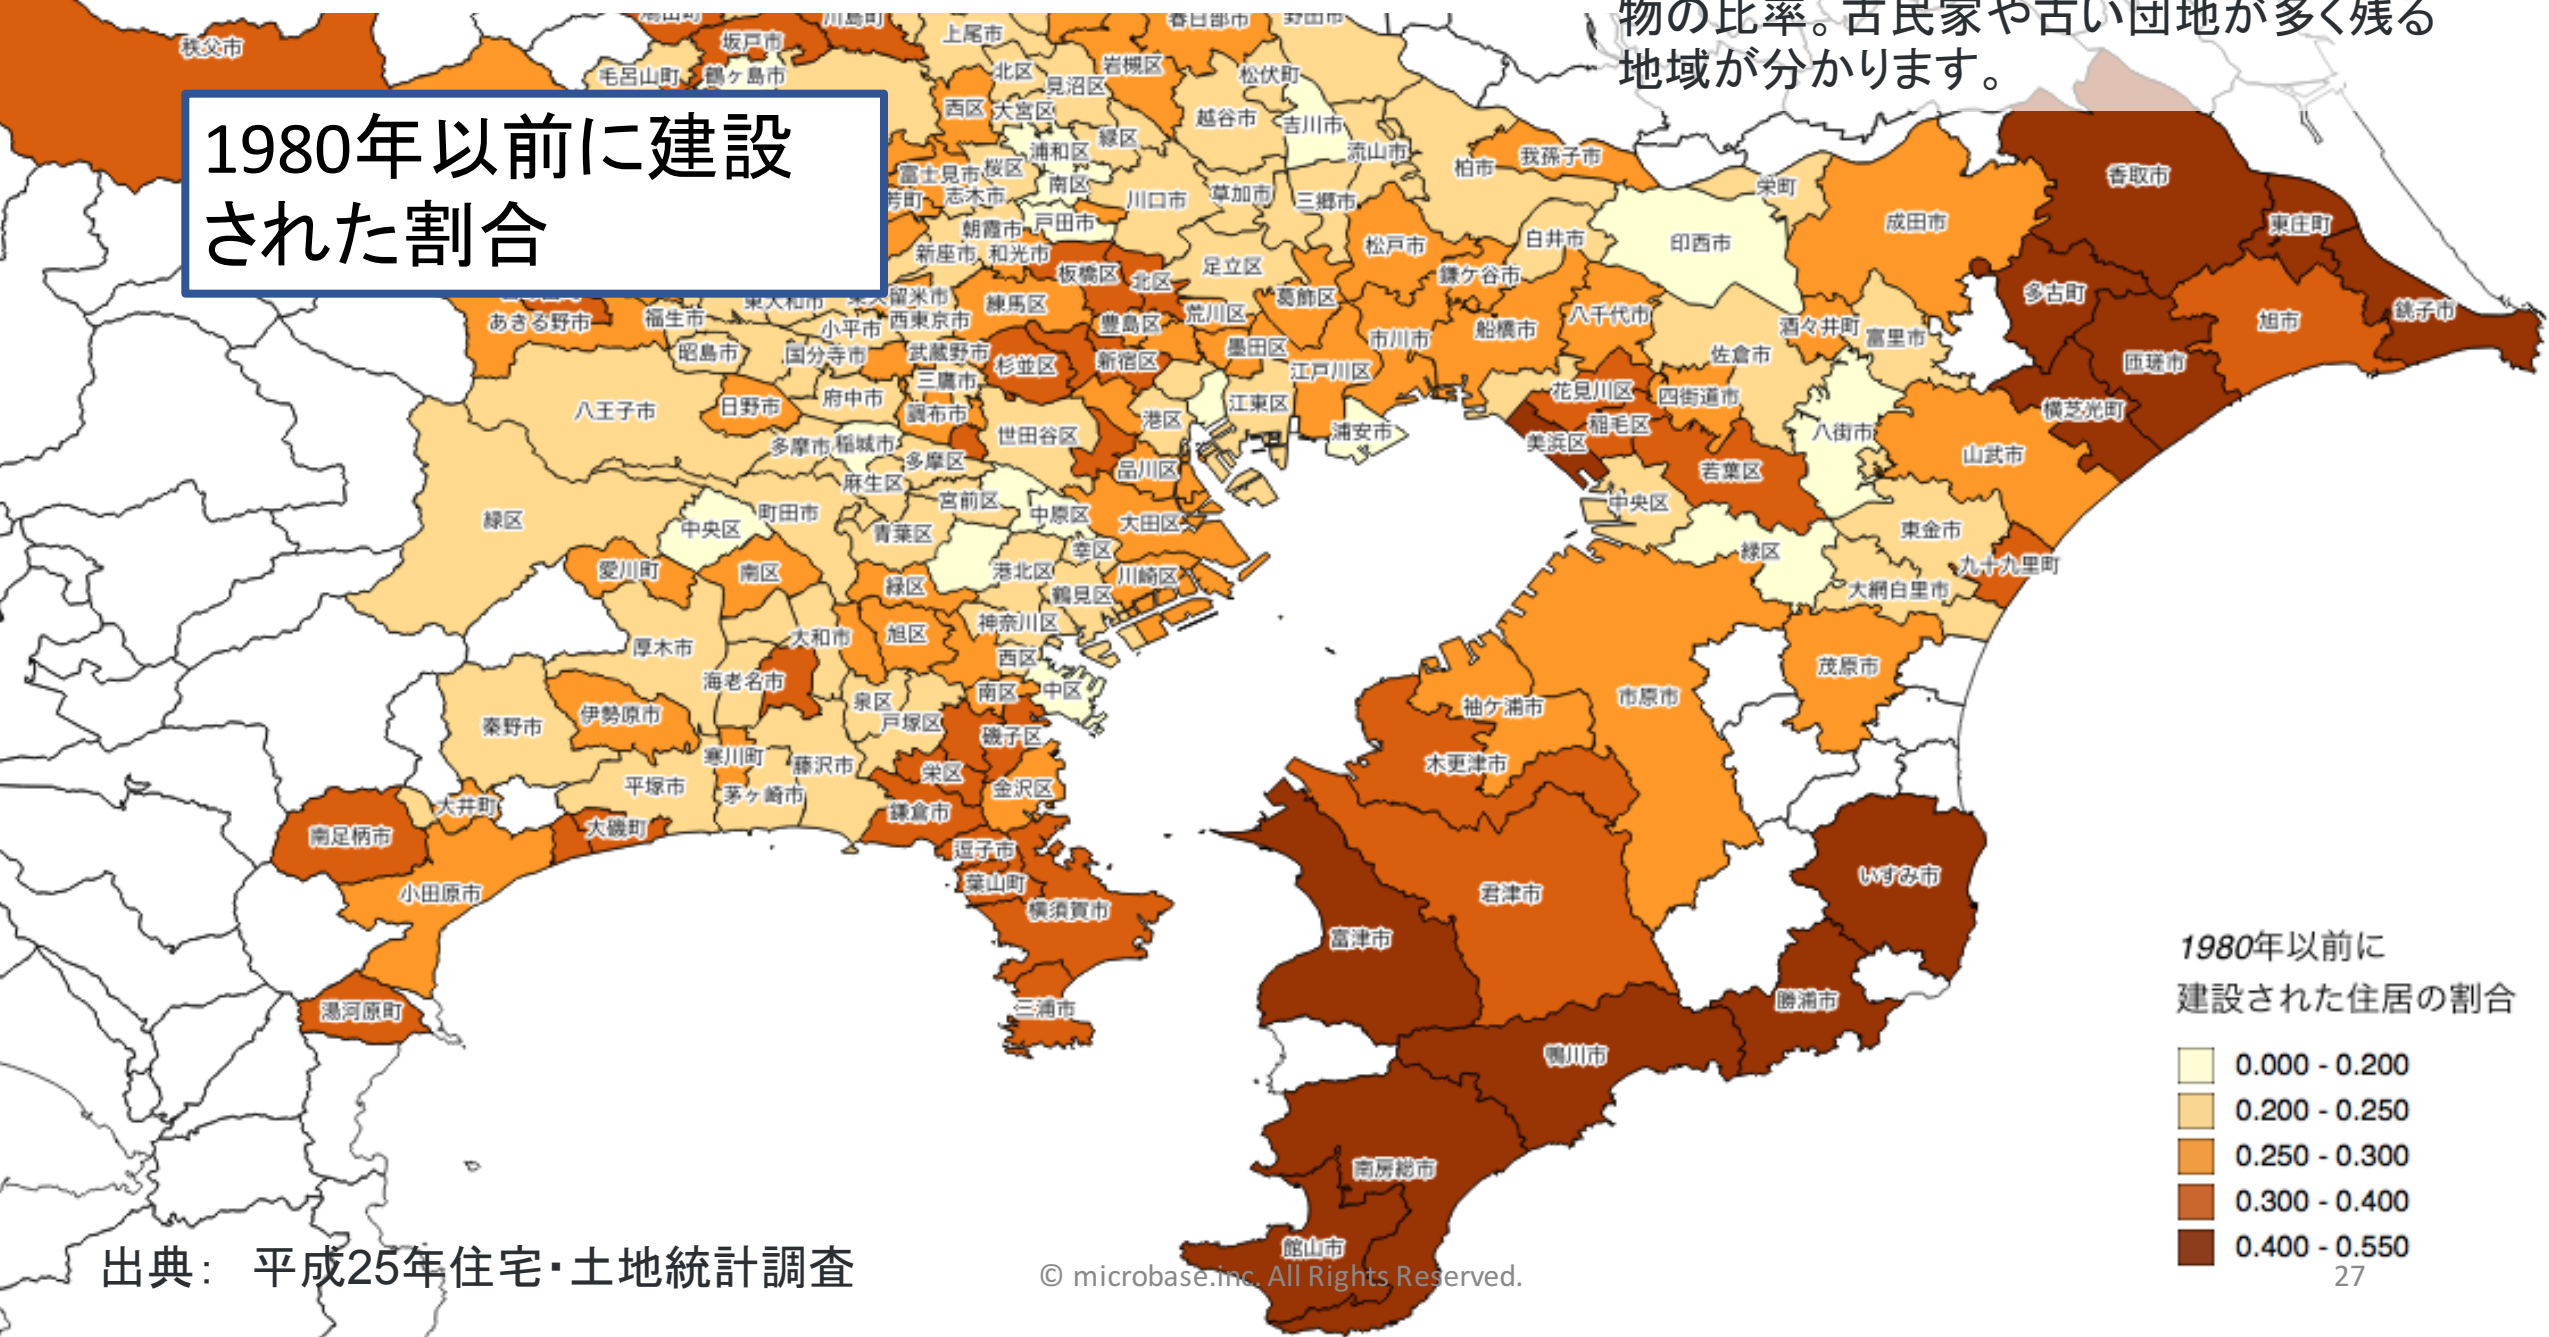 物の比率。古民家や古い団地が多く残る
地域が分かります。
1980年以前に建設
された割合
秩父市
坂戸市
川島町
上尾市
春日部市
野田市
毛呂山町
鶴ヶ島市
北区
見沼区
岩槻区
松伏町
西区
大宮区
越谷市
吉川市
緑区
浦和区
流山市
柏市
我孫子市
富士見市
桜区
南区
志木市
川口市
草加市
三郷市
栄町
香取市
朝霞市
戸田市
松戸市
白井市
印西市
成田市
東庄町
新座市
和光市
板橋区
北区
足立区
鎌ケ谷市
多古町
留米市
練馬区
葛飾区
東大和市
あきる野市
福生市
小平市
西東京市
豊島区
荒川区
市川市
船橋市
八千代市
酒々井町
富里市
旭市
銚子市
昭島市
国分寺市
武蔵野市
杉並区
新宿区
墨田区
江戸川区
佐倉市
匝瑳市
三鷹市
八王子市
日野市
府中市
調布市
港区
江東区
花見川区
四街道市
横芝光町
多摩市
稲城市
世田谷区
浦安市
美浜区
稲毛区
八街市
山武市
多摩区
品川区
若葉区
麻生区
宮前区
中央区
緑区
中央区
町田市
青葉区
中原区
大田区
東金市
幸区
緑区
九十九里町
愛川町
南区
緑区
港北区
川崎区
大網白里市
鶴見区
神奈川区
厚木市
大和市
旭区
西区
茂原市
海老名市
泉区
南区
中区
市原市
秦野市
伊勢原市
戸塚区
磯子区
袖ケ浦市
寒川町
藤沢市
栄区
木更津市
平塚市
茅ヶ崎市
金沢区
大井町
鎌倉市
南足柄市
大磯町
逗子市
小田原市
葉山町
横須賀市
君津市
いすみ市
富津市
湯河原町
三浦市
勝浦市
鴨川市
南房総市
館山市
1980年以前に
建設された住居の割合
0.000 - 0.200
0.200 - 0.250
0.250 - 0.300
0.300 - 0.400
0.400 - 0.550
出典： 平成25年住宅・土地統計調査
© microbase.inc. All Rights Reserved.
27